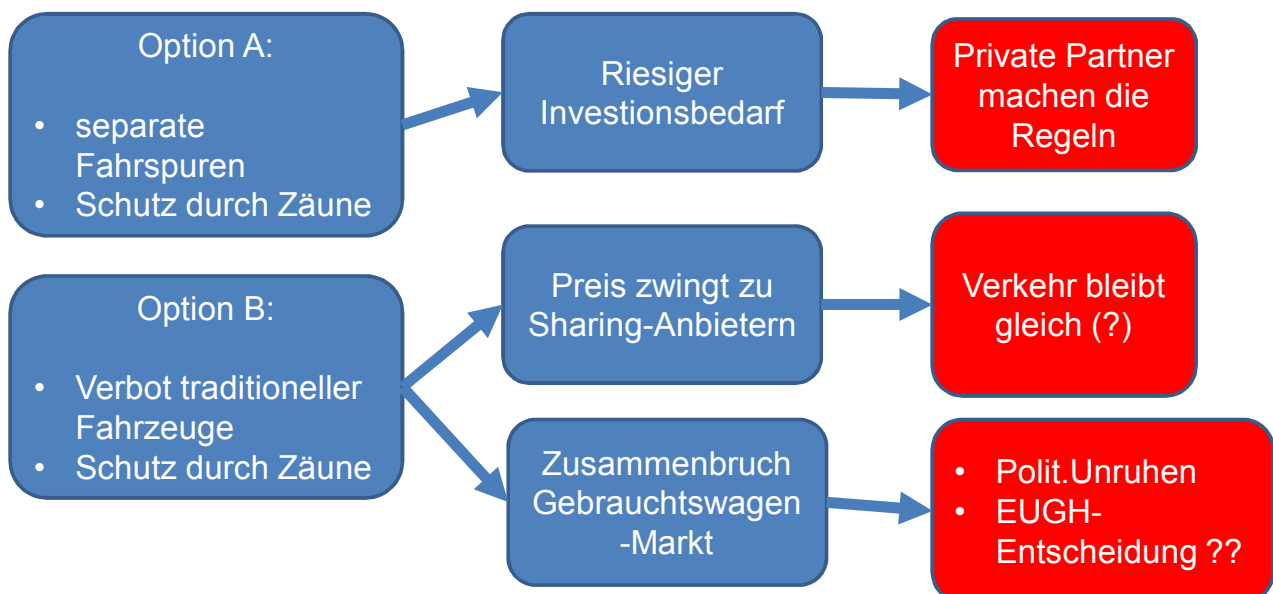 Option A:
• separate
Fahrspuren
• Schutz durch Zäune
Riesiger
Investionsbedarf
Private Partner
machen die
Regeln
Option B:
• Verbot traditioneller
Fahrzeuge
• Schutz durch Zäune
Preis zwingt zu
Sharing-Anbietern
Verkehr bleibt
gleich (?)
Zusammenbruch
Gebrauchtswagen
-Markt
• Polit.Unruhen
• EUGH-
Entscheidung ??